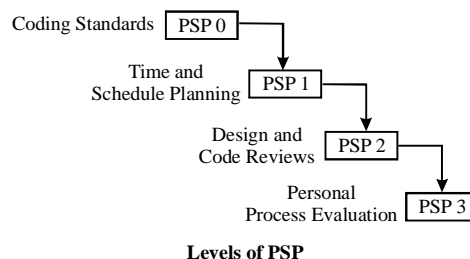 Coding Standards PSP 0
Time and
Schedule Planning PSP 1
Design and
Code Reviews PSP 2
Personal
Process Evaluation PSP 3
Levels of PSP